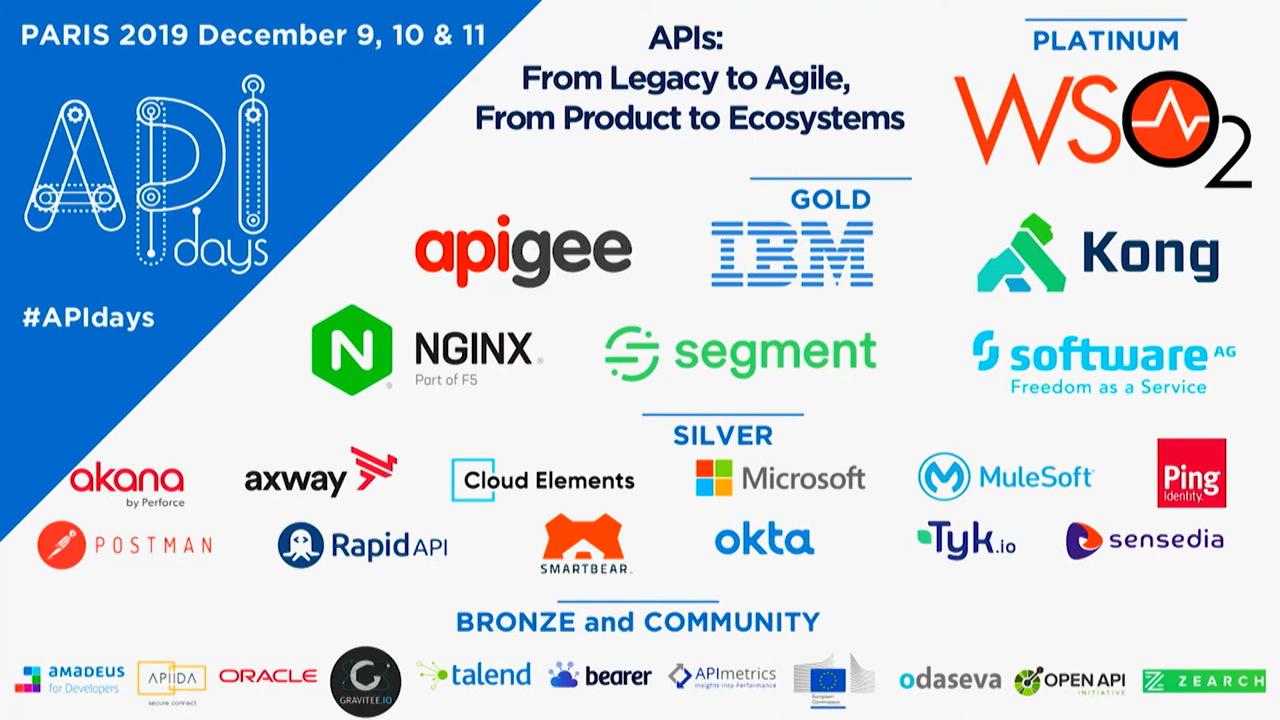 PARIS 2019 December 9, 10 & 11
API
days
#APIdays
APIs:
From Legacy to Agile,
From Product to Ecosystems
PLATINUM
WSO2
GOLD
apigee
IBM
Kong
NGINX
Part of F5
segment
software AG
Freedom as a Service
SILVER
akana
by Perforce
axway
Cloud Elements
Microsoft
MuleSoft
Ping
Identity.
POSTMAN
Rapid API
SMARTBEAR
okta
Tyk.io
sensedia
BRONZE and COMMUNITY
amadeus
for Developers
APIIDA
secure connect
ORACLE
G
GRAVITEE.IO
talend
bearer
APImetrics
Insights into Performance
European
Commission
odaseva
OPEN API
INITIATIVE
ZEARCH